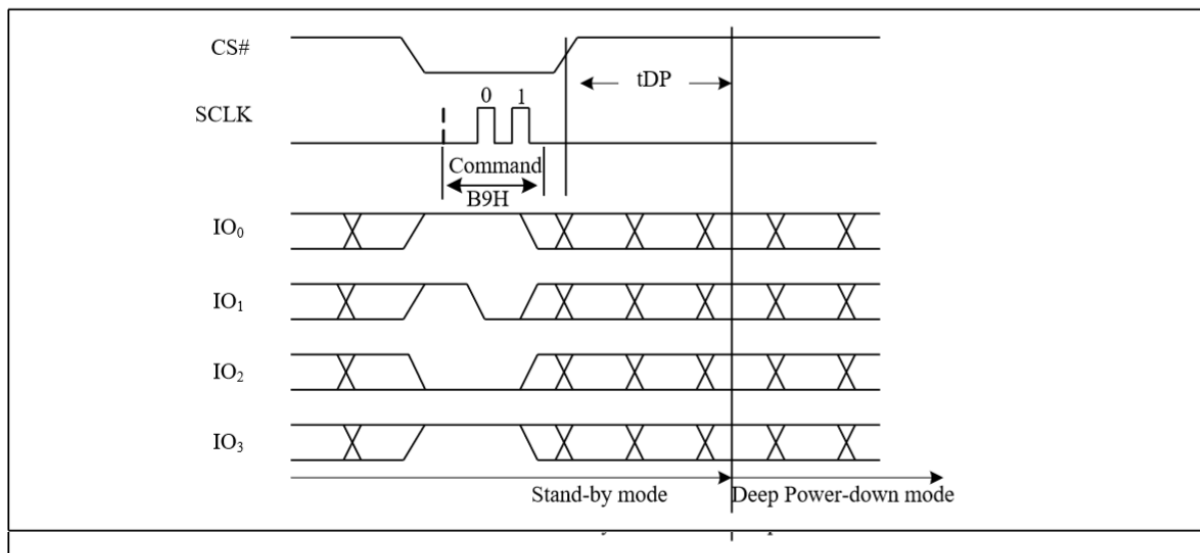 CS#
tDP
0 1
SCLK
Command
B9H
IO₀
IO₁
IO₂
IO₃
Stand-by mode Deep Power-down mode